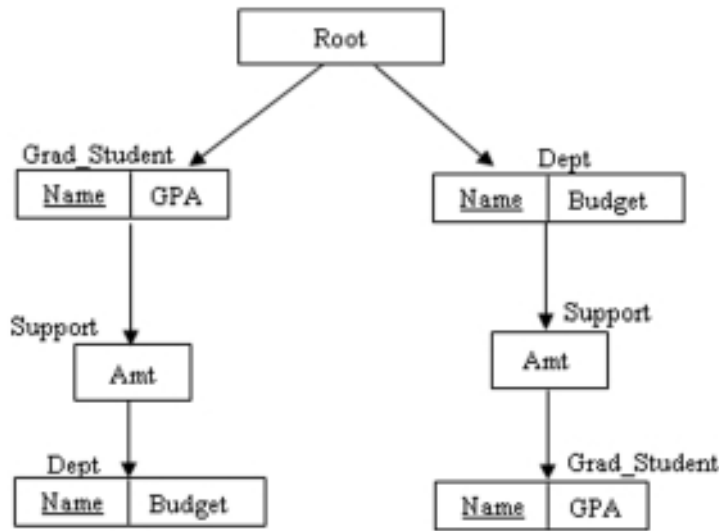 Root
Grad_Student
Name GPA
Dept
Name Budget
Support
Amt
Support
Amt
Dept
Name Budget
Grad_Student
Name GPA